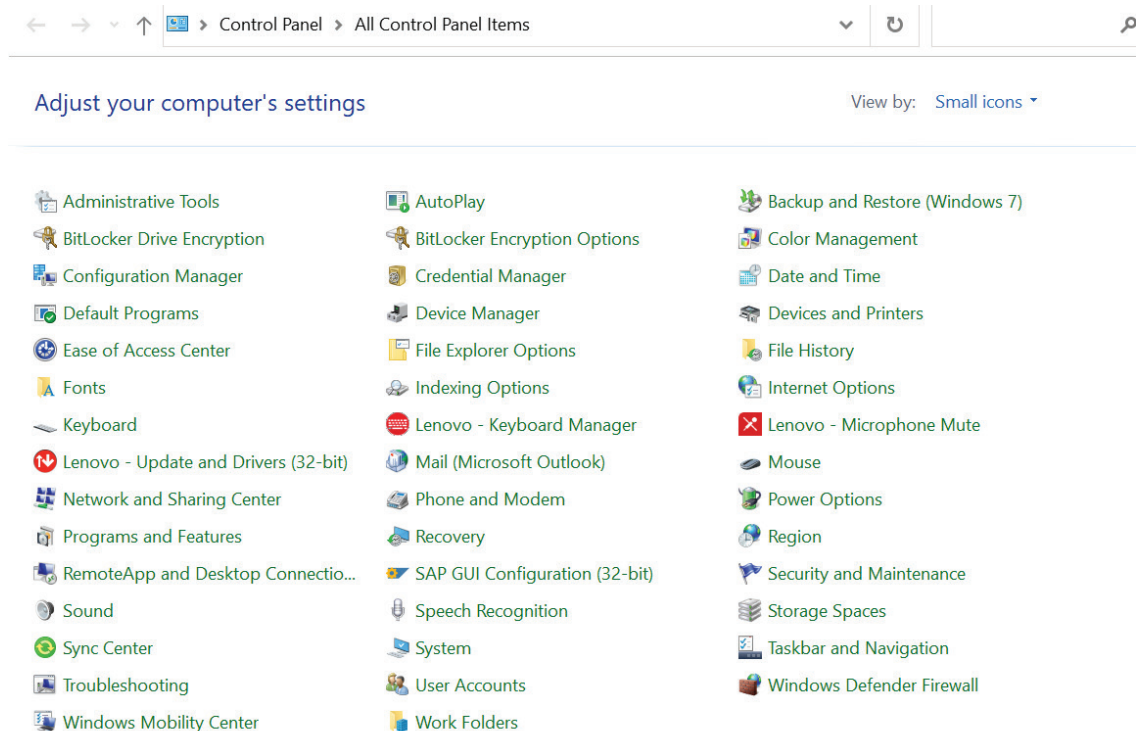 Control Panel > All Control Panel Items
Adjust your computer's settings
View by: Small icons
Administrative Tools AutoPlay Backup and Restore (Windows 7)
BitLocker Drive Encryption BitLocker Encryption Options Color Management
Configuration Manager Credential Manager Date and Time
Default Programs Device Manager Devices and Printers
Ease of Access Center File Explorer Options File History
Fonts Indexing Options Internet Options
Keyboard Lenovo - Keyboard Manager Lenovo - Microphone Mute
Lenovo - Update and Drivers (32-bit) Mail (Microsoft Outlook) Mouse
Network and Sharing Center Phone and Modem Power Options
Programs and Features Recovery Region
RemoteApp and Desktop Connectio... SAP GUI Configuration (32-bit) Security and Maintenance
Sound Speech Recognition Storage Spaces
Sync Center System Taskbar and Navigation
Troubleshooting User Accounts Windows Defender Firewall
Windows Mobility Center Work Folders